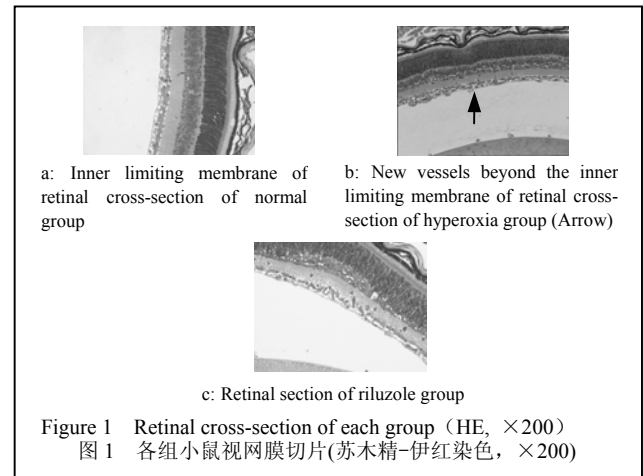 a: Inner limiting membrane of
retinal cross-section of normal
group
b: New vessels beyond the inner
limiting membrane of retinal cross-
section of hyperoxia group (Arrow)
c: Retinal section of riluzole group
Figure 1 Retinal cross-section of each group（HE, ×200）
图 1 各组小鼠视网膜切片(苏木精-伊红染色，×200)